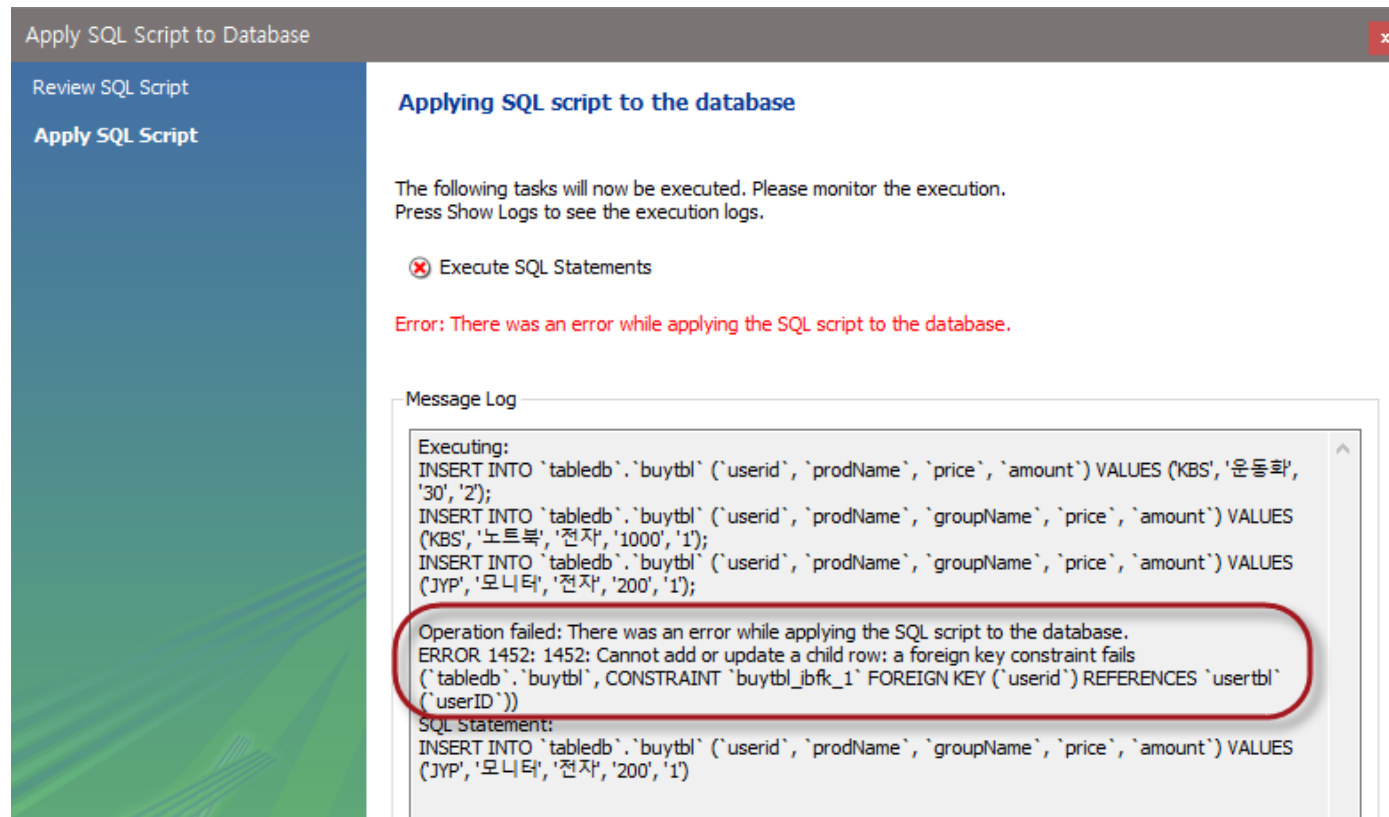 Apply SQL Script to Database
x
Review SQL Script
Apply SQL Script
Applying SQL script to the database
The following tasks will now be executed. Please monitor the execution.
Press Show Logs to see the execution logs.
Execute SQL Statements
Error: There was an error while applying the SQL script to the database.
Message Log
Executing:
INSERT INTO `tabledb`.`buytbl` (`userid`, `prodName`, `price`, `amount`) VALUES ('KBS', '운동화',
'30', '2');
INSERT INTO `tabledb`.`buytbl` (`userid`, `prodName`, `groupName`, `price`, `amount`) VALUES
('KBS', '노트북', '전자', '1000', '1');
INSERT INTO `tabledb`.`buytbl` (`userid`, `prodName`, `groupName`, `price`, `amount`) VALUES
('JYP', '모니터', '전자', '200', '1');
Operation failed: There was an error while applying the SQL script to the database.
ERROR 1452: 1452: Cannot add or update a child row: a foreign key constraint fails
(`tabledb`.`buytbl`, CONSTRAINT `buytbl_ibfk_1` FOREIGN KEY (`userid`) REFERENCES `usertbl`
(`userID`))
SQL Statement:
INSERT INTO `tabledb`.`buytbl` (`userid`, `prodName`, `groupName`, `price`, `amount`) VALUES
('JYP', '모니터', '전자', '200', '1')